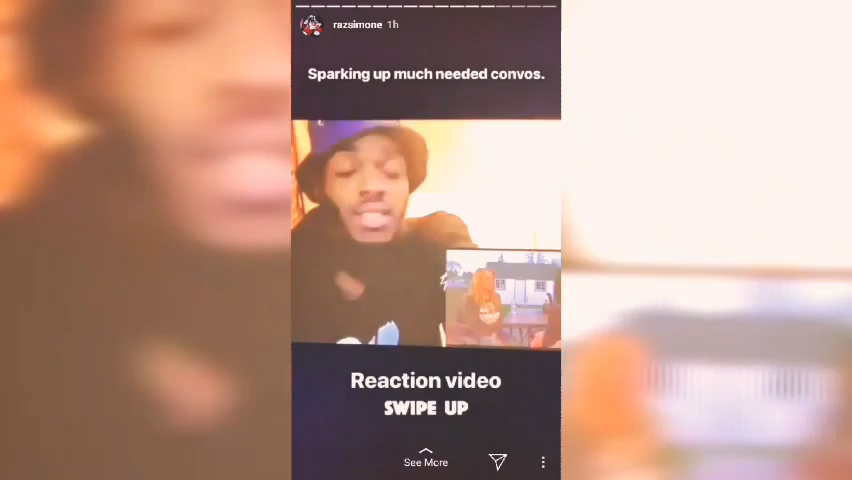 razsimone 1h
Sparking up much needed convos.
Reaction video
SWIPE UP
See More